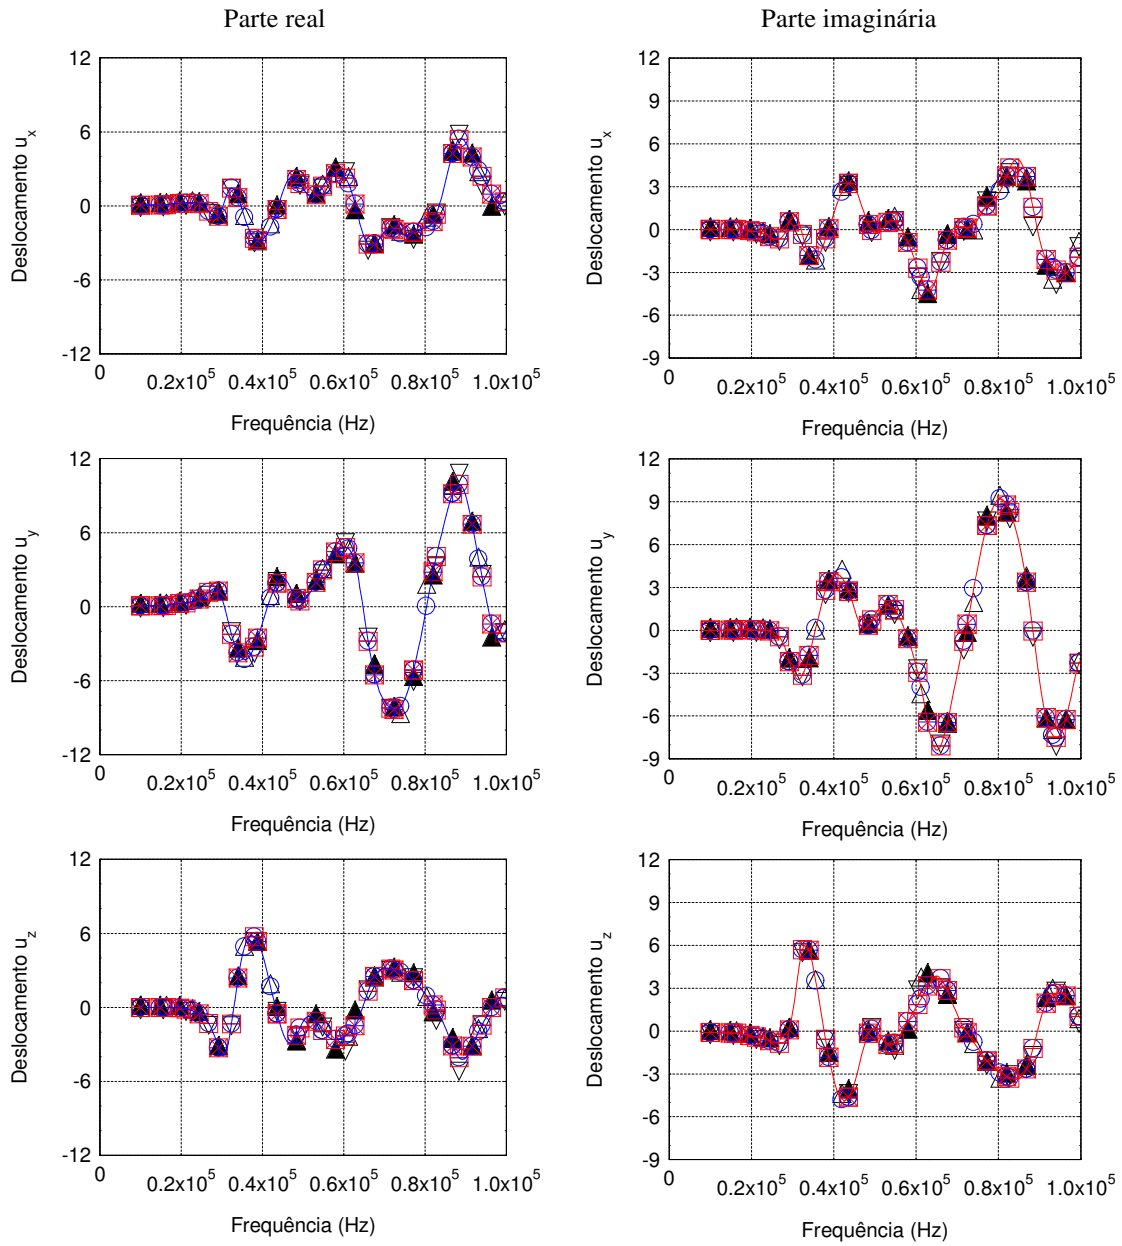 Parte real
Parte imaginária
12
6
0
-6
-12
Deslocamento u_x
0
0.2x10^5
0.4x10^5
0.6x10^5
0.8x10^5
1.0x10^5
Frequência (Hz)
12
9
6
3
0
-3
-6
-9
Deslocamento u_x
0
0.2x10^5
0.4x10^5
0.6x10^5
0.8x10^5
1.0x10^5
Frequência (Hz)
12
6
0
-6
-12
Deslocamento u_y
0
0.2x10^5
0.4x10^5
0.6x10^5
0.8x10^5
1.0x10^5
Frequência (Hz)
12
9
6
3
0
-3
-6
-9
Deslocamento u_y
0
0.2x10^5
0.4x10^5
0.6x10^5
0.8x10^5
1.0x10^5
Frequência (Hz)
12
6
0
-6
-12
Deslocamento u_z
0
0.2x10^5
0.4x10^5
0.6x10^5
0.8x10^5
1.0x10^5
Frequência (Hz)
12
9
6
3
0
-3
-6
-9
Deslocamento u_z
0
0.2x10^5
0.4x10^5
0.6x10^5
0.8x10^5
1.0x10^5
Frequência (Hz)